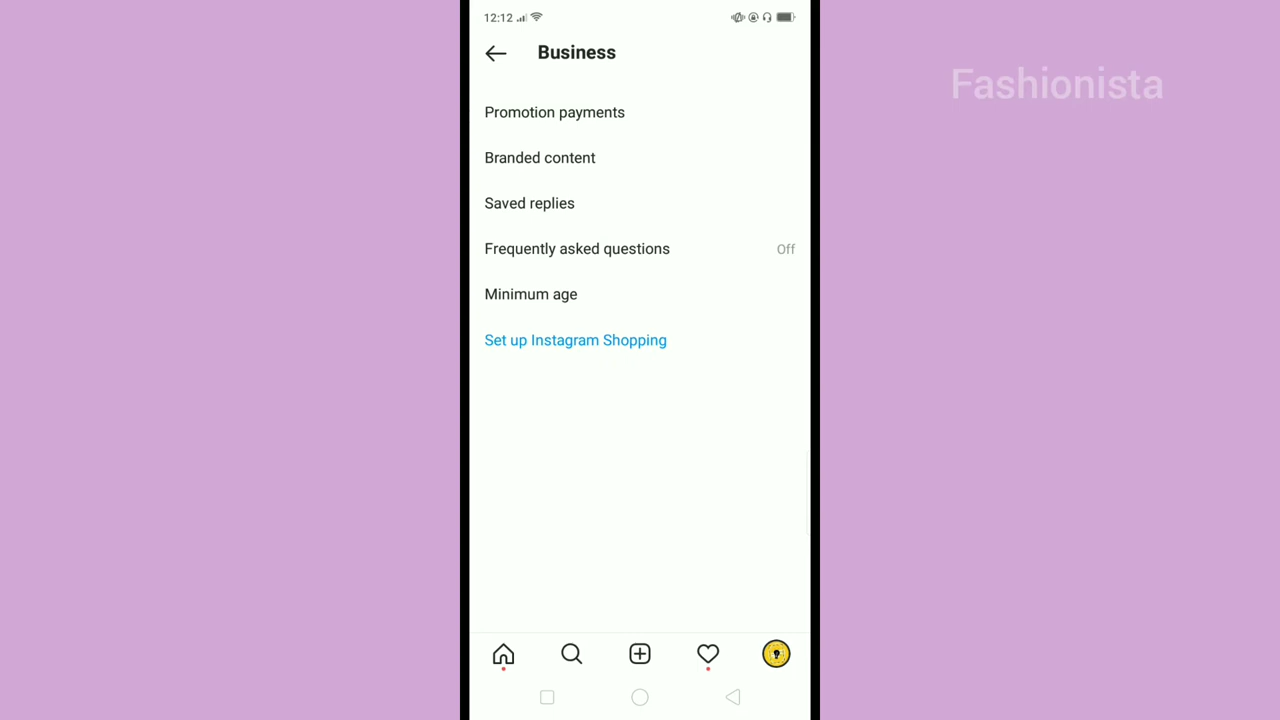 12:12
Business
Fashionista
Promotion payments
Branded content
Saved replies
Frequently asked questions Off
Minimum age
Set up Instagram Shopping